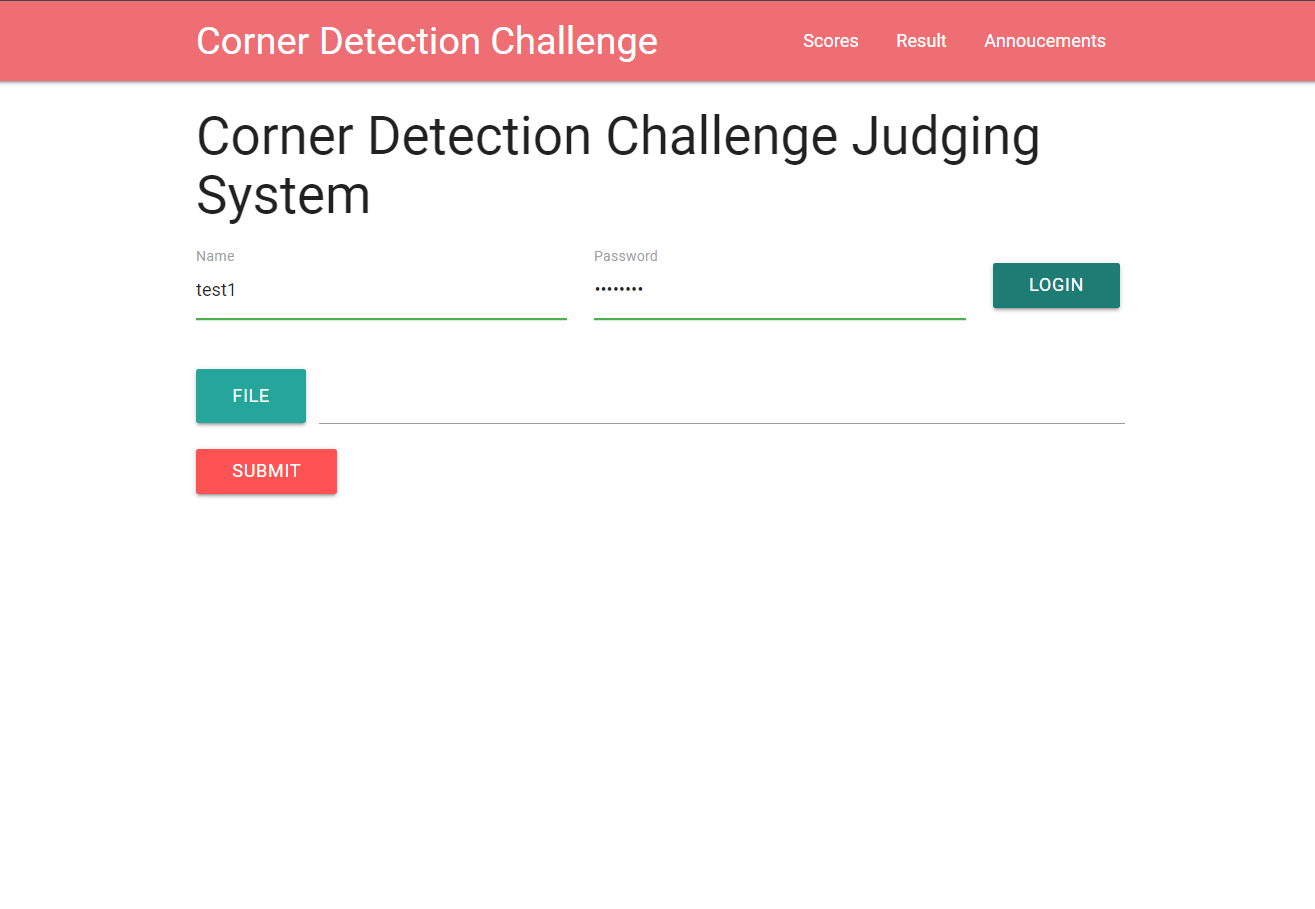 Corner Detection Challenge Scores Result Annoucements
Corner Detection Challenge Judging
System
Name Password
test1 ••••••••
LOGIN
FILE
SUBMIT